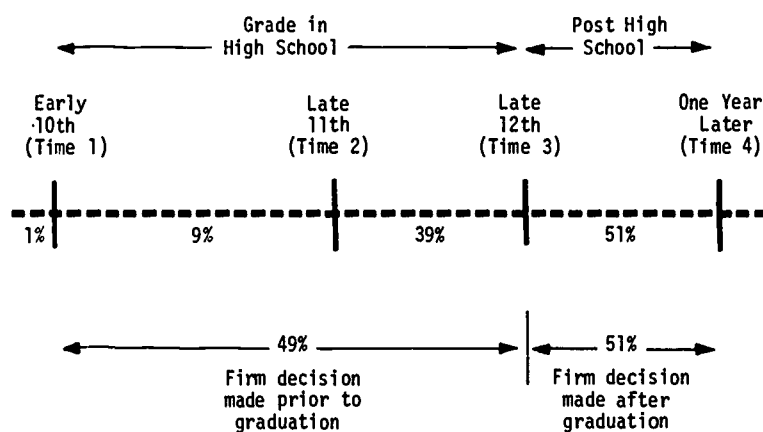 Grade in
High School
Post High
School
Early
10th
(Time 1)
Late
11th
(Time 2)
Late
12th
(Time 3)
One Year
Later
(Time 4)
1%
9%
39%
51%
49%
51%
Firm decision
made prior to
graduation
Firm decision
made after
graduation